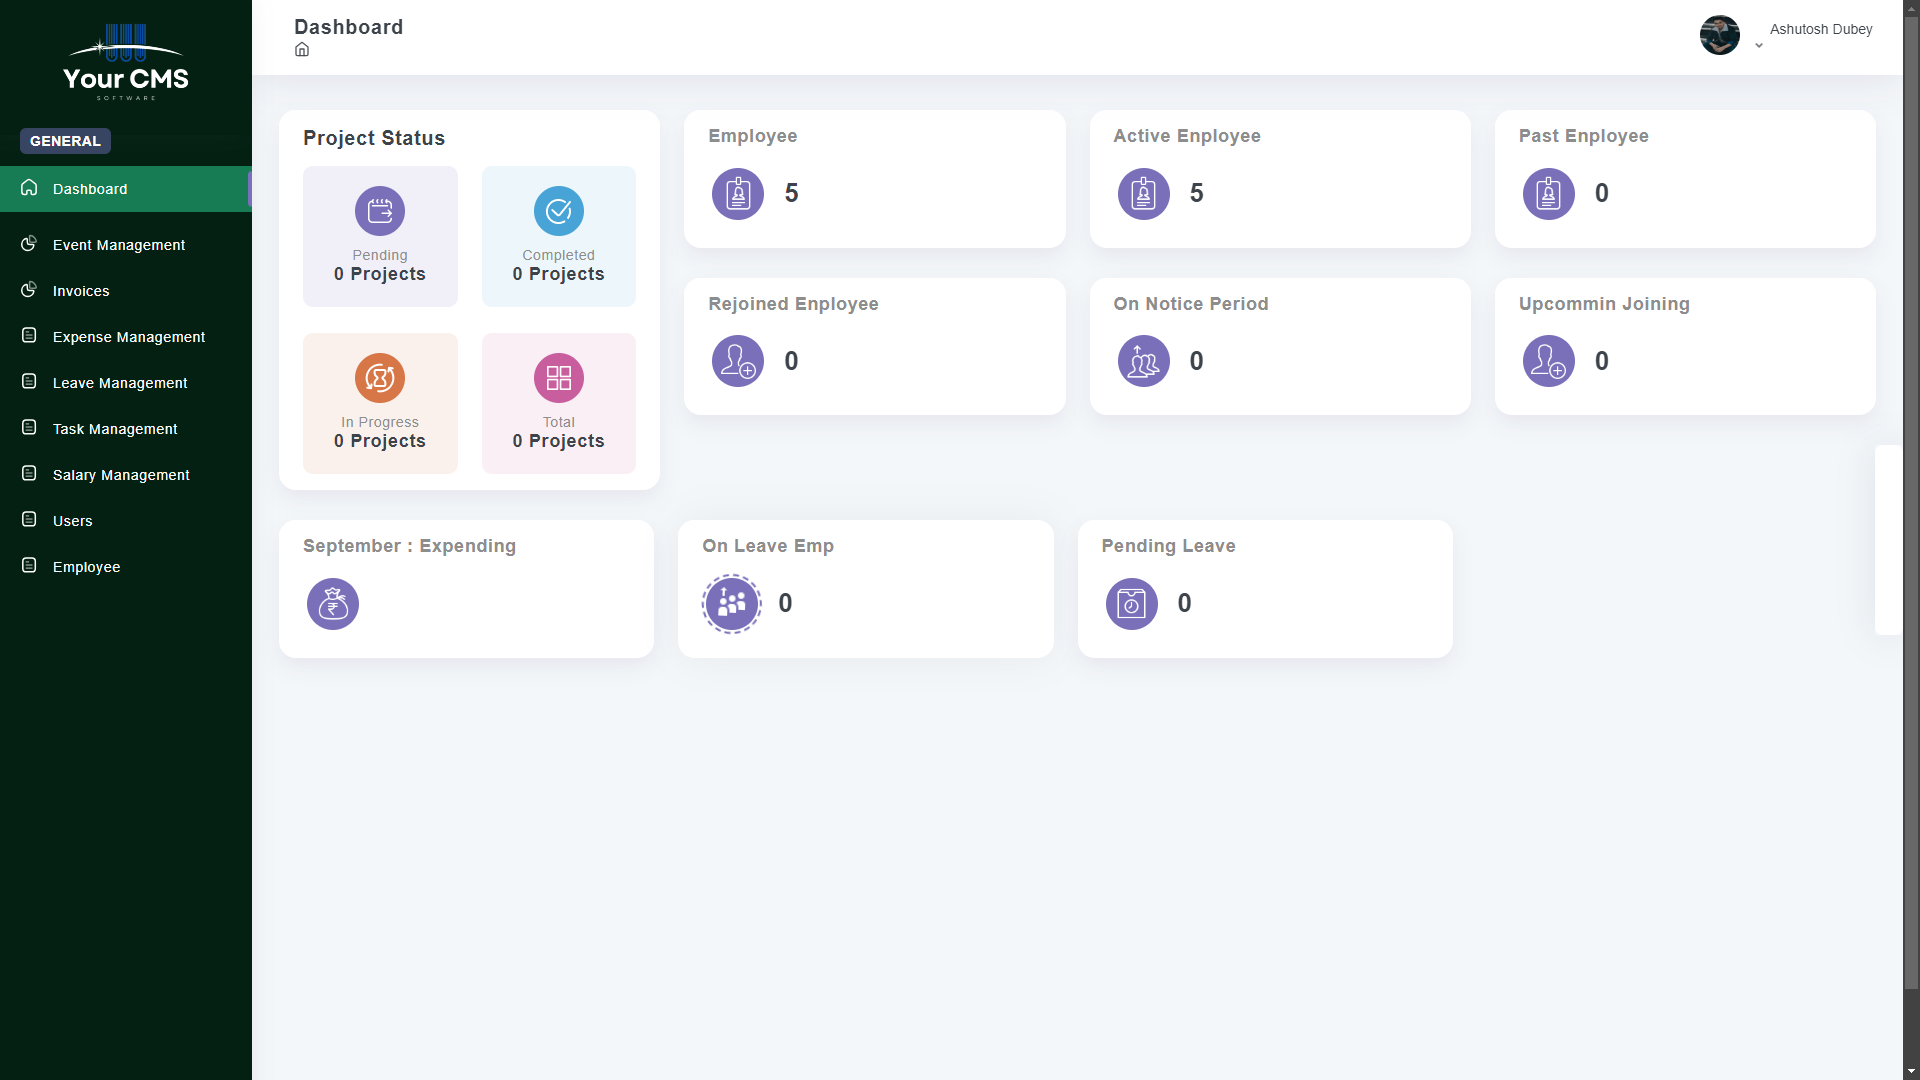 Your CMS
SOFTWARE
GENERAL
Dashboard
Event Management
Invoices
Expense Management
Leave Management
Task Management
Salary Management
Users
Employee
Dashboard
Ashutosh Dubey
Project Status
Pending
0 Projects
Completed
0 Projects
In Progress
0 Projects
Total
0 Projects
Employee
5
Active Enployee
5
Past Enployee
0
Rejoined Enployee
0
On Notice Period
0
Upcommin Joining
0
September : Expending
₹
On Leave Emp
0
Pending Leave
0